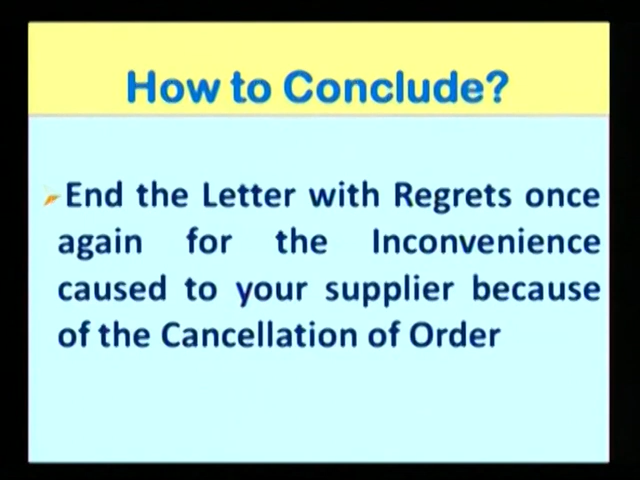 How to Conclude?
End the Letter with Regrets once
again for the Inconvenience
caused to your supplier because
of the Cancellation of Order